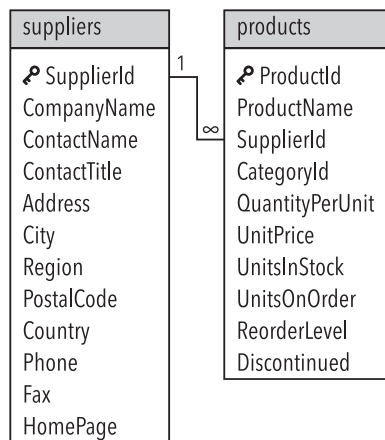 suppliers
SupplierId
CompanyName
ContactName
ContactTitle
Address
City
Region
PostalCode
Country
Phone
Fax
HomePage
1
∞
products
ProductId
ProductName
SupplierId
CategoryId
QuantityPerUnit
UnitPrice
UnitsInStock
UnitsOnOrder
ReorderLevel
Discontinued